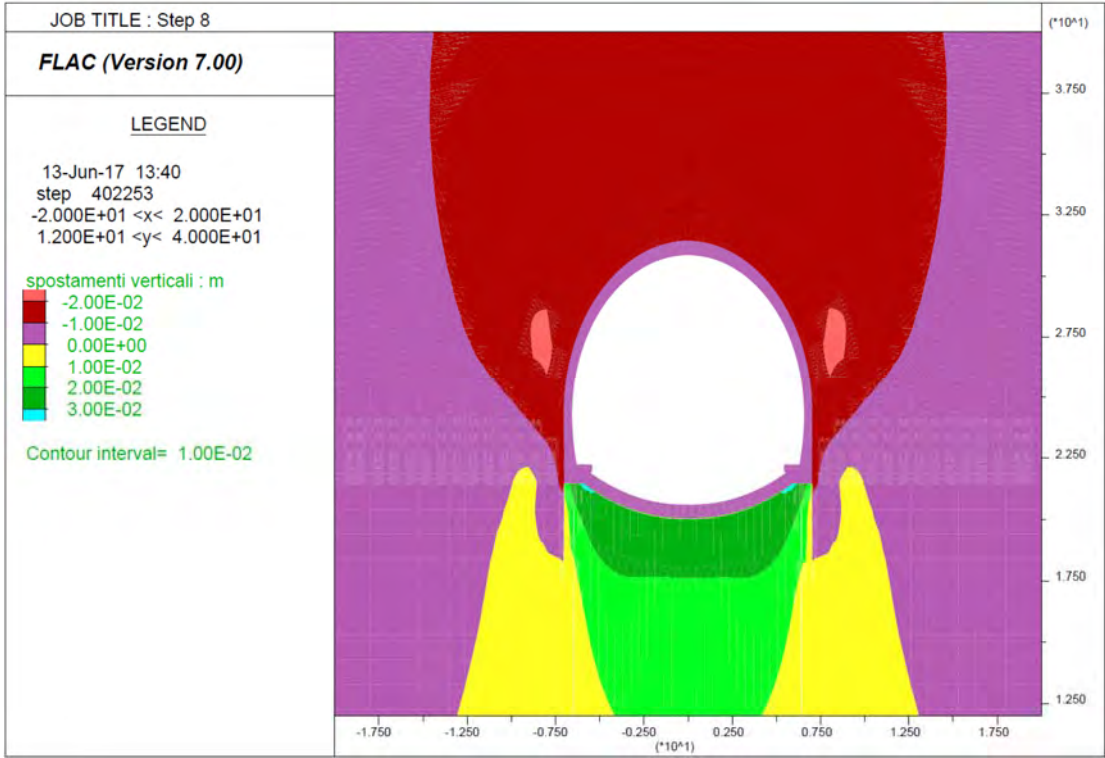 JOB TITLE : Step 8
(*10^1)
FLAC (Version 7.00)
LEGEND
13-Jun-17 13:40
step 402253
-2.000E+01 <x< 2.000E+01
1.200E+01 <y< 4.000E+01
spostamenti verticali : m
-2.00E-02
-1.00E-02
0.00E+00
1.00E-02
2.00E-02
3.00E-02
Contour interval= 1.00E-02
3.750
3.250
2.750
2.250
1.750
1.250
-1.750 -1.250 -0.750 -0.250 0.250 0.750 1.250 1.750
(*10^1)